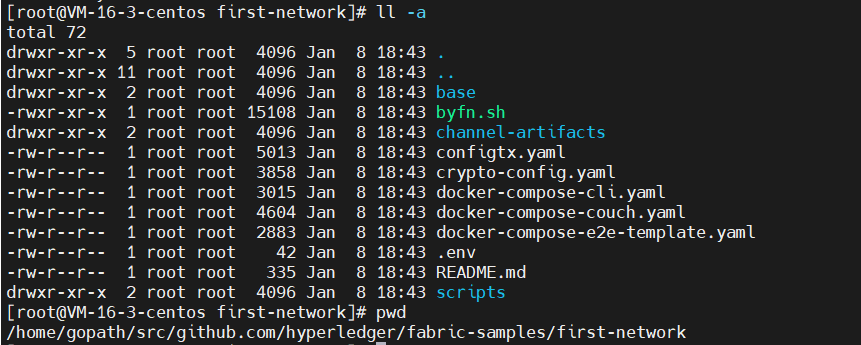 [root@VM-16-3-centos first-network]# ll -a
total 72
drwxr-xr-x  5 root root  4096 Jan  8 18:43 .
drwxr-xr-x 11 root root  4096 Jan  8 18:43 ..
drwxr-xr-x  2 root root  4096 Jan  8 18:43 base
-rwxr-xr-x  1 root root 15108 Jan  8 18:43 byfn.sh
drwxr-xr-x  2 root root  4096 Jan  8 18:43 channel-artifacts
-rw-r--r--  1 root root  5013 Jan  8 18:43 configtx.yaml
-rw-r--r--  1 root root  3858 Jan  8 18:43 crypto-config.yaml
-rw-r--r--  1 root root  3015 Jan  8 18:43 docker-compose-cli.yaml
-rw-r--r--  1 root root  4604 Jan  8 18:43 docker-compose-couch.yaml
-rw-r--r--  1 root root  2883 Jan  8 18:43 docker-compose-e2e-template.yaml
-rw-r--r--  1 root root    42 Jan  8 18:43 .env
-rw-r--r--  1 root root   335 Jan  8 18:43 README.md
drwxr-xr-x  2 root root  4096 Jan  8 18:43 scripts
[root@VM-16-3-centos first-network]# pwd
/home/gopath/src/github.com/hyperledger/fabric-samples/first-network